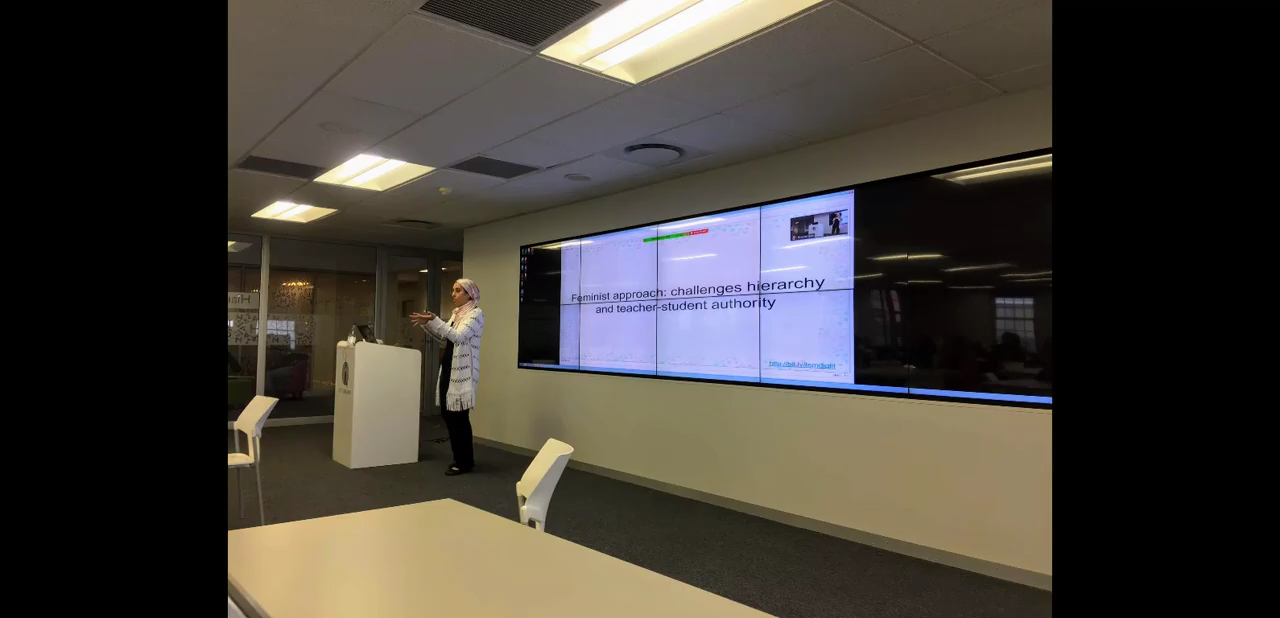 Feminist approach: challenges hierarchy
and teacher-student authority